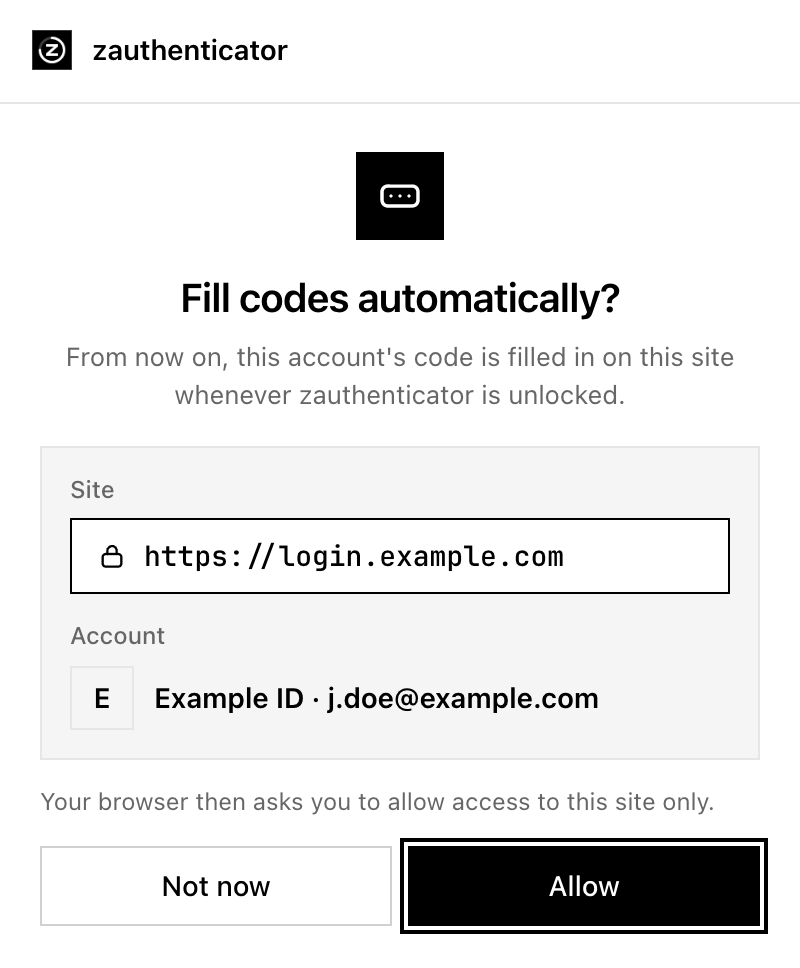 zauthenticator
Fill codes automatically?
From now on, this account's code is filled in on this site
whenever zauthenticator is unlocked.
Site
https://login.example.com
Account
E
Example ID · j.doe@example.com
Your browser then asks you to allow access to this site only.
Not now
Allow